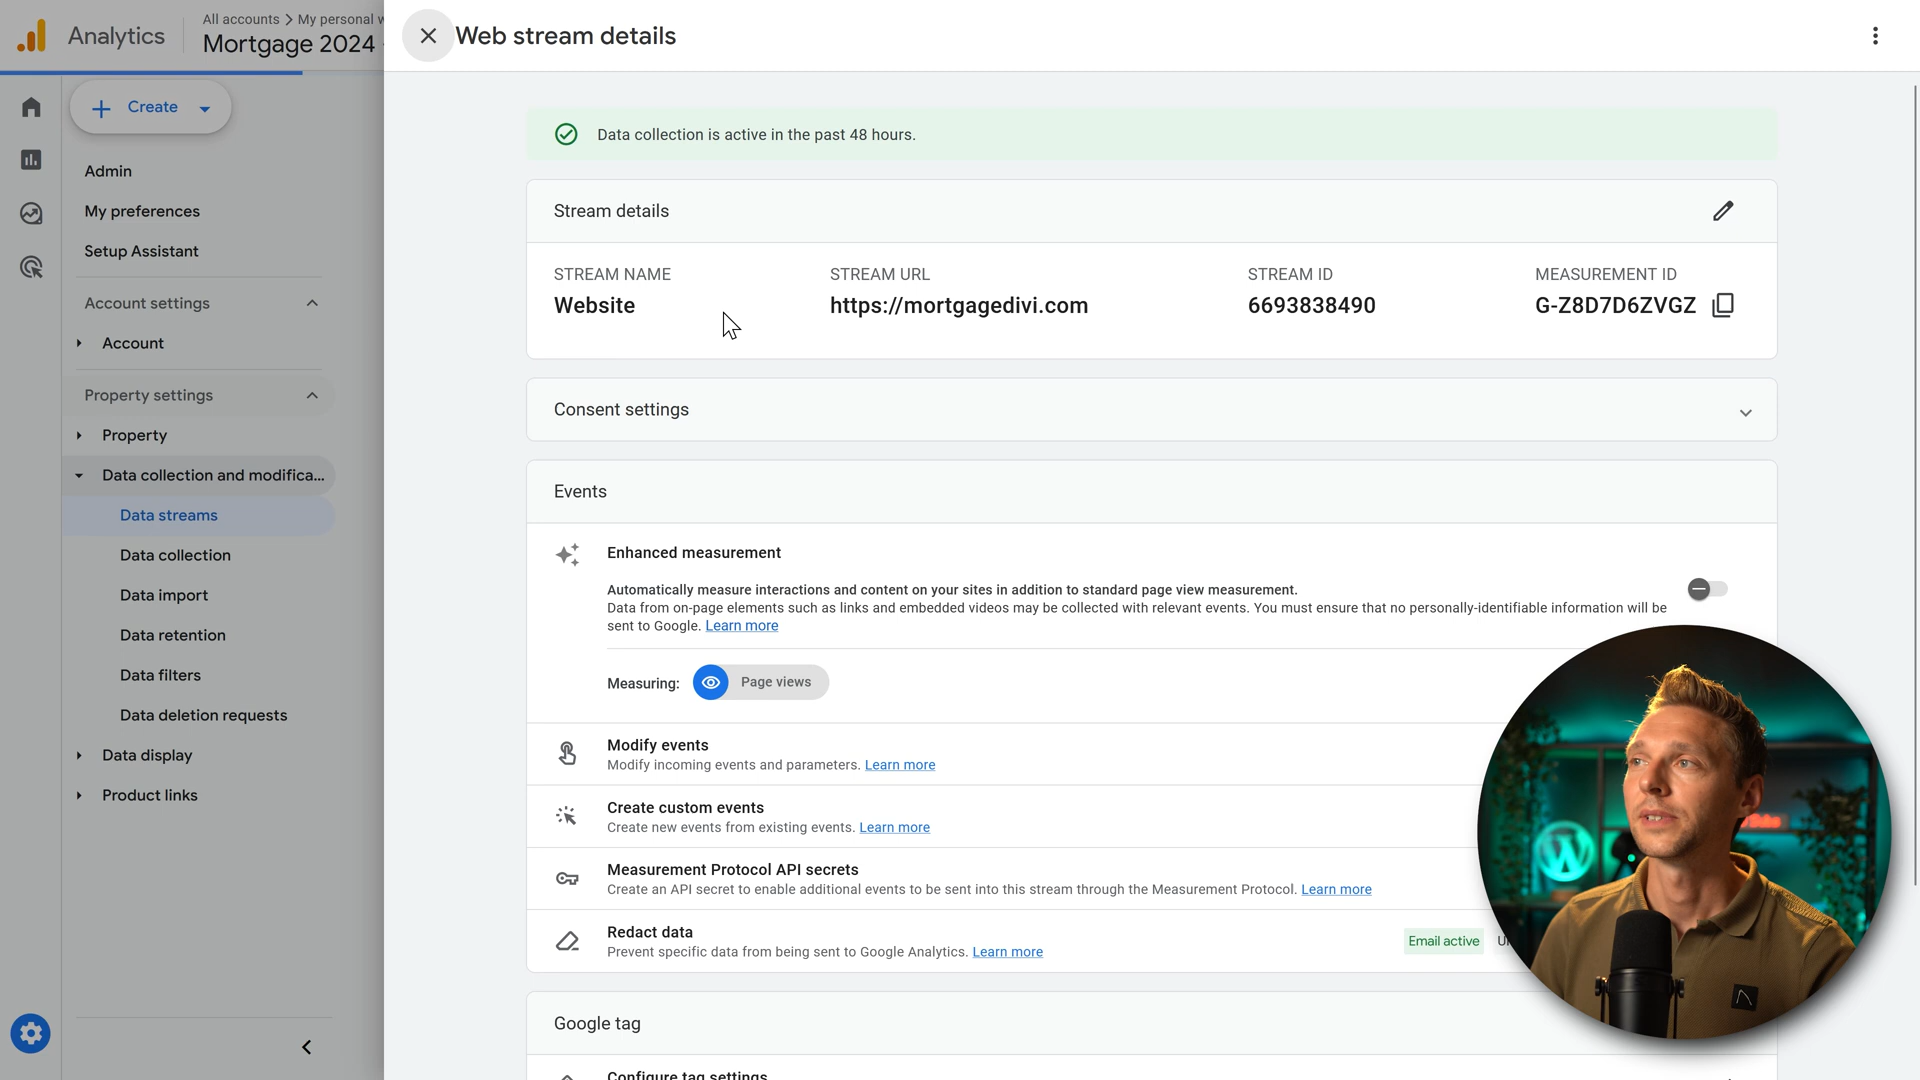 Analytics
All accounts > My personal w
Mortgage 2024 -
Web stream details
Create
Admin
My preferences
Setup Assistant
Account settings
Account
Property settings
Property
Data collection and modifica...
Data streams
Data collection
Data import
Data retention
Data filters
Data deletion requests
Data display
Product links
Data collection is active in the past 48 hours.
Stream details
STREAM NAME
Website
STREAM URL
https://mortgagedivi.com
STREAM ID
6693838490
MEASUREMENT ID
G-Z8D7D6ZVGZ
Consent settings
Events
Enhanced measurement
Automatically measure interactions and content on your sites in addition to standard page view measurement.
Data from on-page elements such as links and embedded videos may be collected with relevant events. You must ensure that no personally-identifiable information will be
sent to Google. Learn more
Measuring: Page views
Modify events
Modify incoming events and parameters. Learn more
Create custom events
Create new events from existing events. Learn more
Measurement Protocol API secrets
Create an API secret to enable additional events to be sent into this stream through the Measurement Protocol. Learn more
Redact data
Prevent specific data from being sent to Google Analytics. Learn more
Email active
Google tag
Configure tag settings